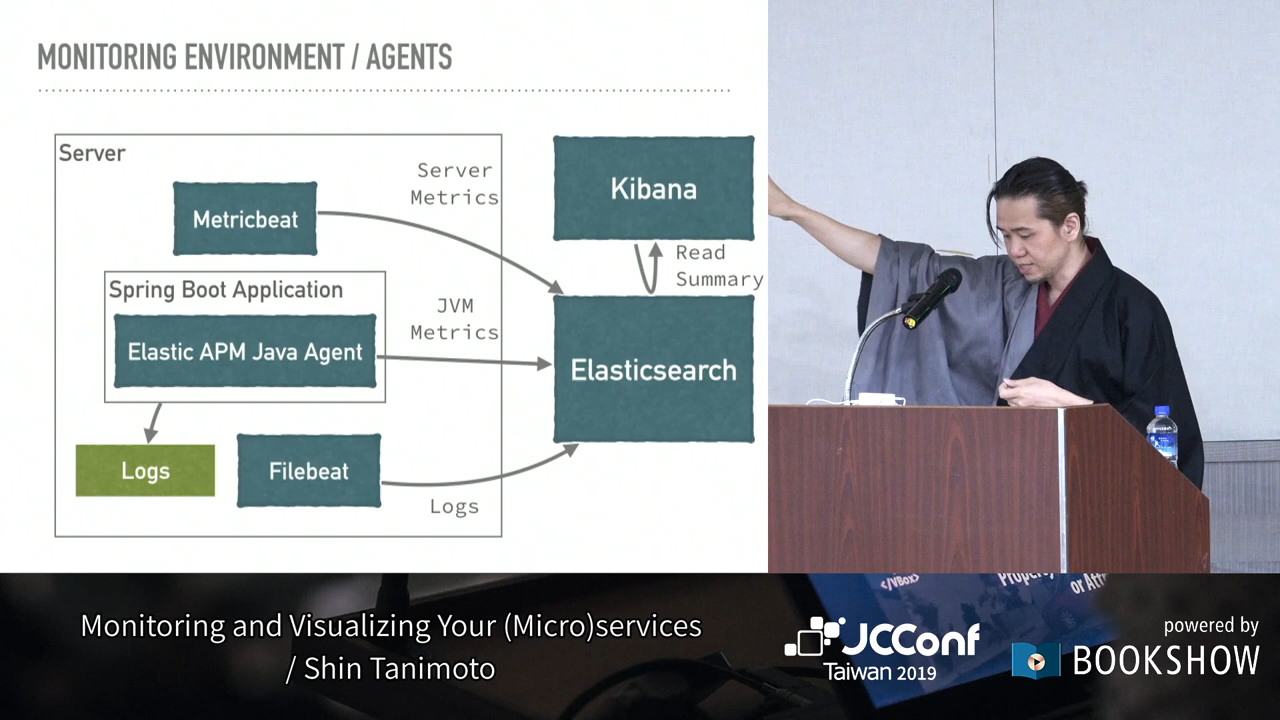 MONITORING ENVIRONMENT / AGENTS
Server
Metricbeat
Server
Metrics
Spring Boot Application
Elastic APM Java Agent
JVM
Metrics
Logs
Filebeat
Logs
Kibana
Read
Summary
Elasticsearch
</VBox>
Monitoring and Visualizing Your (Micro)services
/ Shin Tanimoto
JCConf
Taiwan 2019
powered by
BOOKSHOW